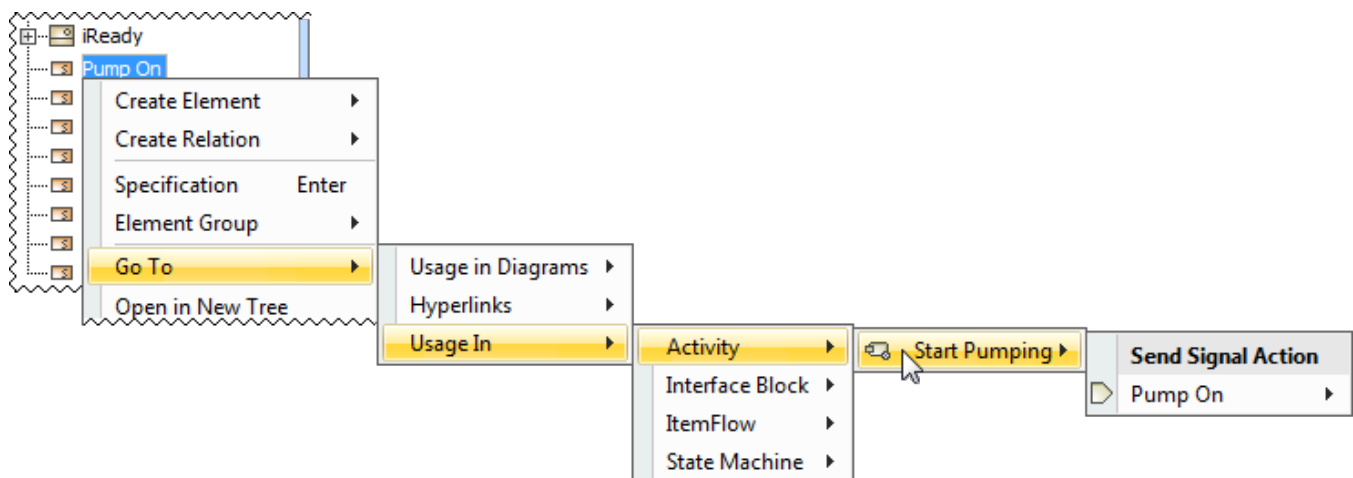 iReady
Pump On
Create Element
Create Relation
Specification Enter
Element Group
Go To
Open in New Tree
Usage in Diagrams
Hyperlinks
Usage In
Activity
Interface Block
ItemFlow
State Machine
Start Pumping
Send Signal Action
Pump On